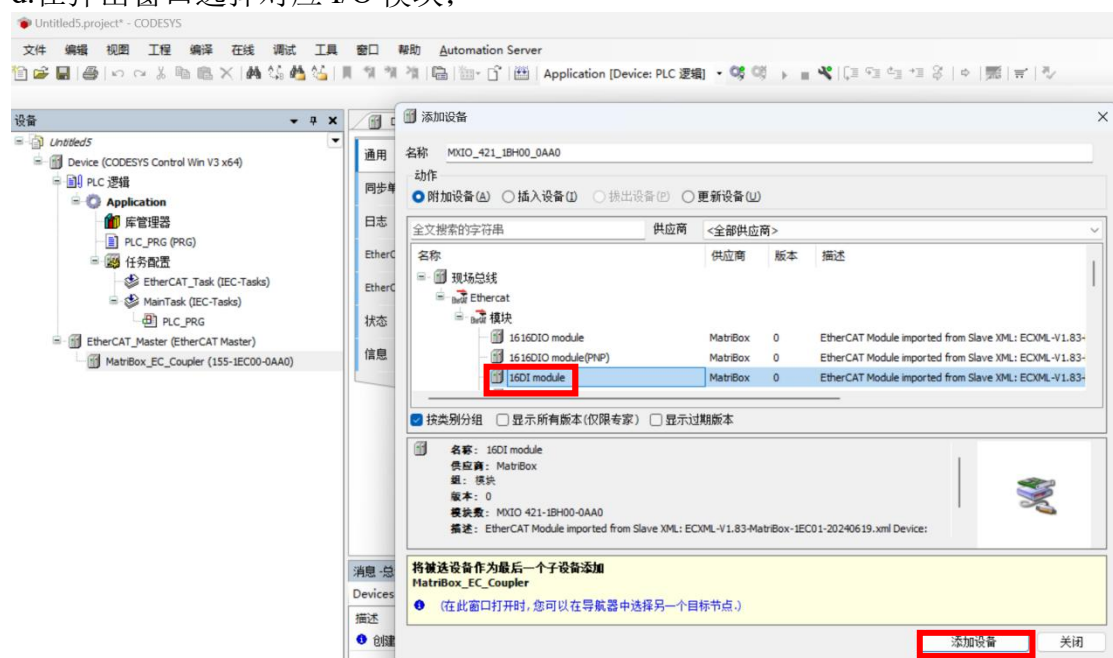 d.在弹出窗口选择对应 I/O 模块；
Untitled5.project* - CODESYS
文件 编辑 视图 工程 编译 在线 调试 工具 窗口 帮助 Automation Server
Application [Device: PLC 逻辑]
设备
Untitled5
Device (CODESYS Control Win V3 x64)
PLC 逻辑
Application
库管理器
PLC_PRG (PRG)
任务配置
EtherCAT_Task (IEC-Tasks)
MainTask (IEC-Tasks)
PLC_PRG
EtherCAT_Master (EtherCAT Master)
MatriBox_EC_Coupler (155-1EC00-0AA0)
通用
同步单
日志
EtherC
EtherC
状态
信息
添加设备
名称 MXIO_421_1BH00_0AA0
动作
附加设备(A) 插入设备(I) 拔出设备(P) 更新设备(U)
全文搜索的字符串 供应商 <全部供应商>
名称 供应商 版本 描述
现场总线
Ethercat
模块
1616DIO module MatriBox 0 EtherCAT Module imported from Slave XML: ECXML-V1.83-
1616DIO module(PNP) MatriBox 0 EtherCAT Module imported from Slave XML: ECXML-V1.83-
16DI module MatriBox 0 EtherCAT Module imported from Slave XML: ECXML-V1.83-
按类别分组 显示所有版本(仅限专家) 显示过期版本
名称： 16DI module
供应商： MatriBox
组： 模块
版本： 0
模块数： MXIO 421-1BH00-0AA0
描述： EtherCAT Module imported from Slave XML: ECXML-V1.83-MatriBox-1EC01-20240619.xml Device:
将被选设备作为最后一个子设备添加
MatriBox_EC_Coupler
(在此窗口打开时，您可以在导航器中选择另一个目标节点.)
添加设备 关闭
消息 -总
Devices
描述
创建